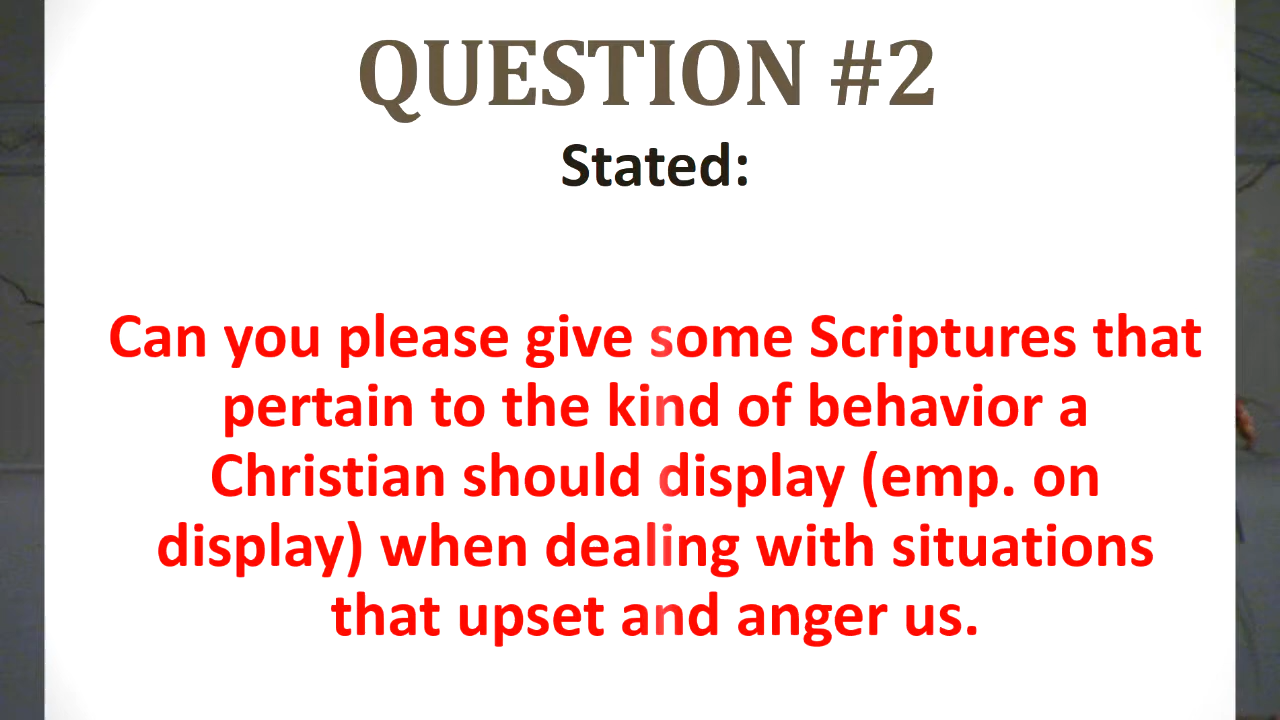 QUESTION #2
Stated:
Can you please give some Scriptures that
pertain to the kind of behavior a
Christian should display (emp. on
display) when dealing with situations
that upset and anger us.